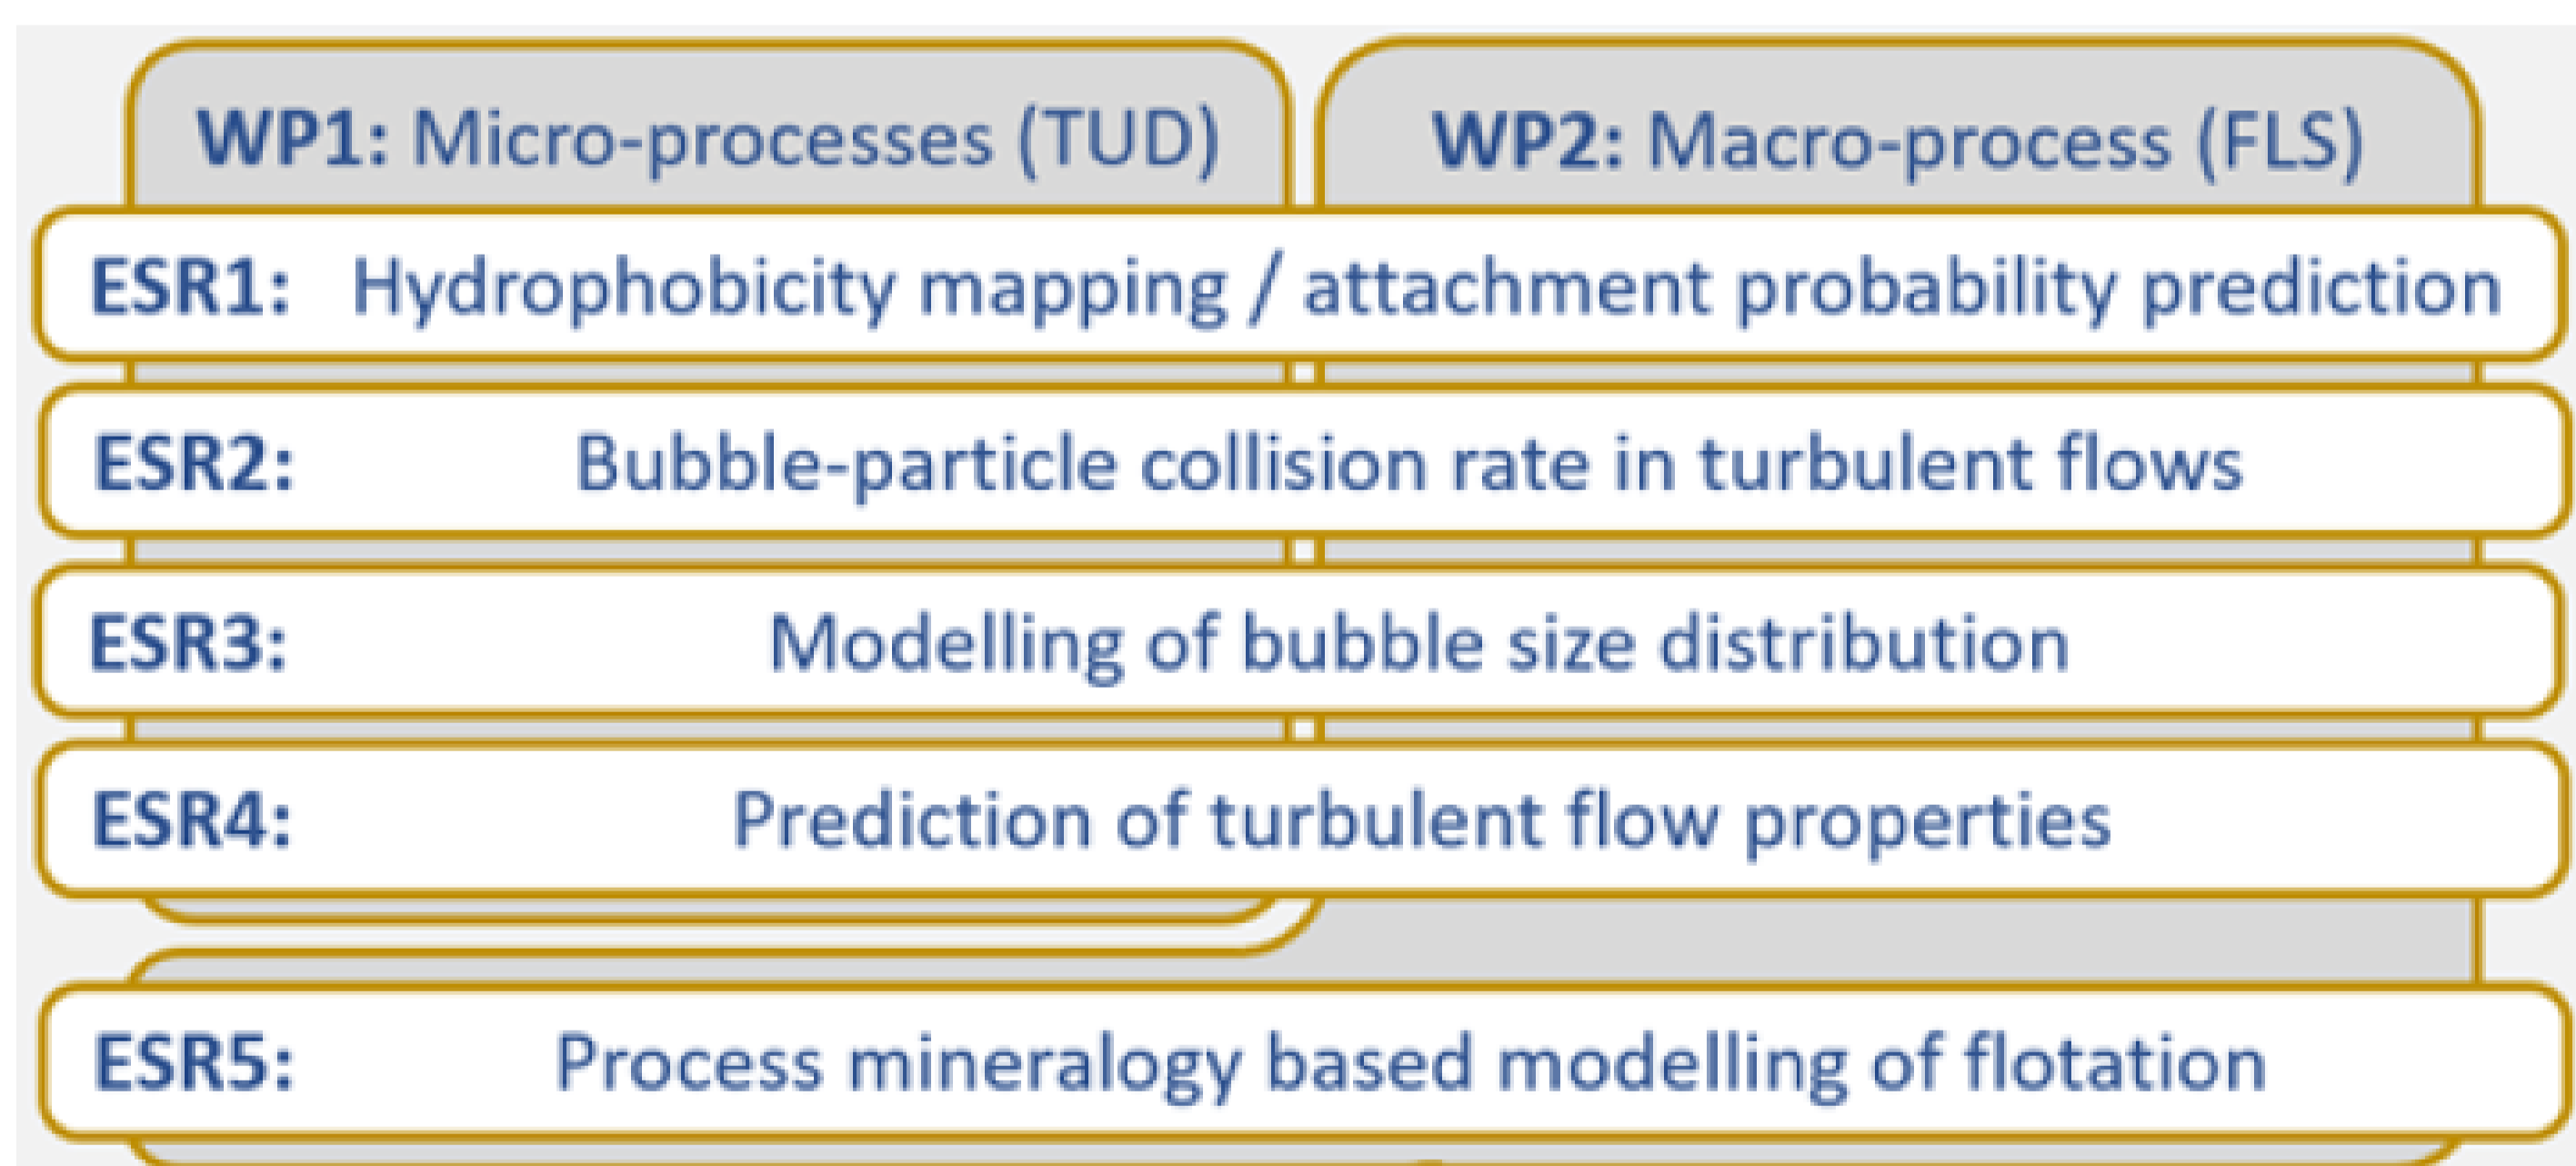 WP1: Micro-processes (TUD)
WP2: Macro-process (FLS)
ESR1: Hydrophobicity mapping / attachment probability prediction
ESR2: Bubble-particle collision rate in turbulent flows
ESR3: Modelling of bubble size distribution
ESR4: Prediction of turbulent flow properties
ESR5: Process mineralogy based modelling of flotation